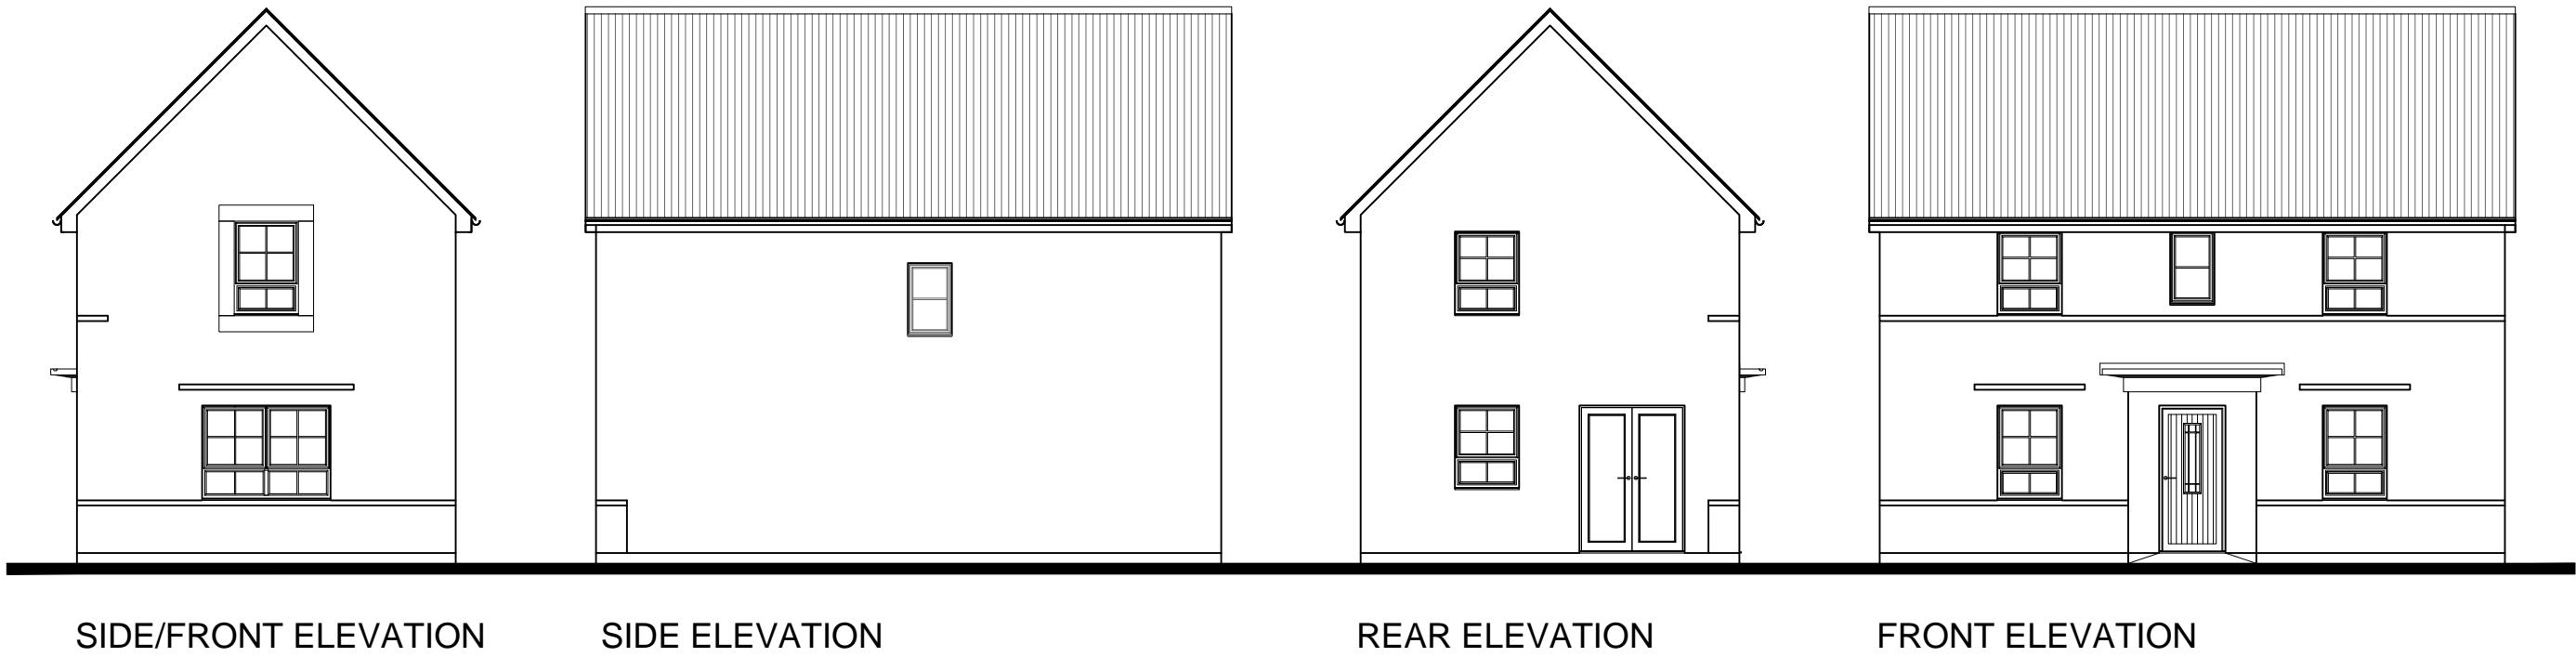 SIDE/FRONT ELEVATION
SIDE ELEVATION
REAR ELEVATION
FRONT ELEVATION